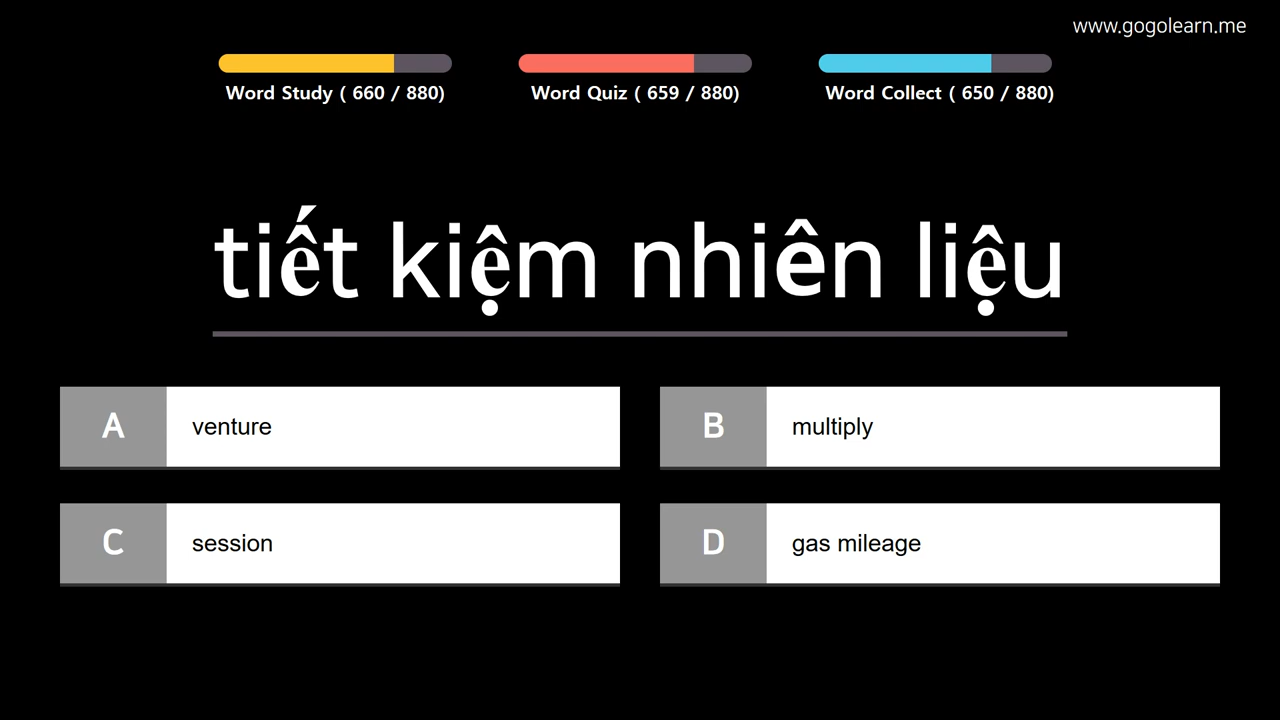 www.gogolearn.me
Word Study ( 660 / 880)
Word Quiz ( 659 / 880)
Word Collect ( 650 / 880)
tiết kiệm nhiên liệu
A venture
B multiply
C session
D gas mileage